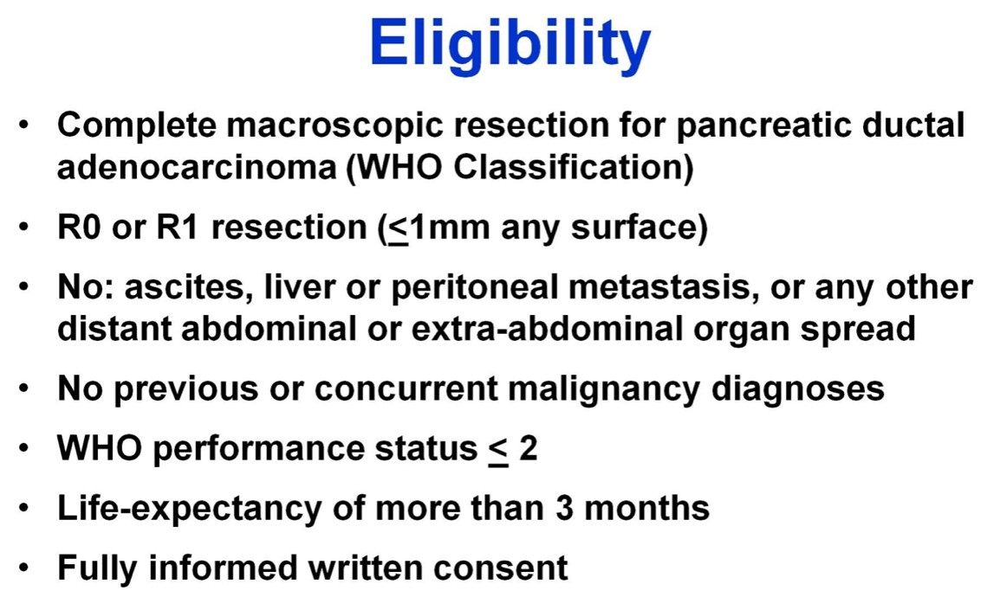 Eligibility
• Complete macroscopic resection for pancreatic ductal
adenocarcinoma (WHO Classification)
• R0 or R1 resection (≤1mm any surface)
• No: ascites, liver or peritoneal metastasis, or any other
distant abdominal or extra-abdominal organ spread
• No previous or concurrent malignancy diagnoses
• WHO performance status ≤ 2
• Life-expectancy of more than 3 months
• Fully informed written consent